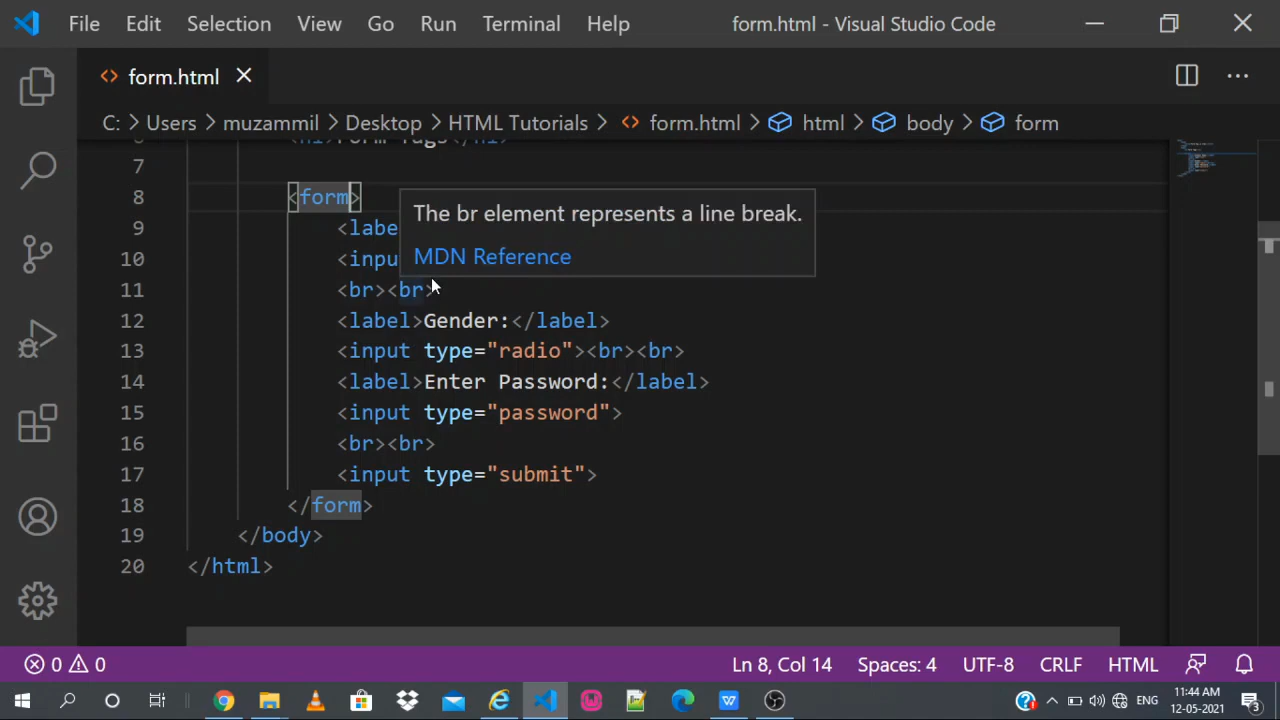 File Edit Selection View Go Run Terminal Help form.html - Visual Studio Code
form.html
C: > Users > muzammil > Desktop > HTML Tutorials > form.html > html > body > form
7
8 <form>
The br element represents a line break.
9 <labe
MDN Reference
10 <inpu
11 <br><br>
12 <label>Gender:</label>
13 <input type="radio"><br><br>
14 <label>Enter Password:</label>
15 <input type="password">
16 <br><br>
17 <input type="submit">
18 </form>
19 </body>
20 </html>
0 0 Ln 8, Col 14 Spaces: 4 UTF-8 CRLF HTML
ENG 11:44 AM
12-05-2021 3